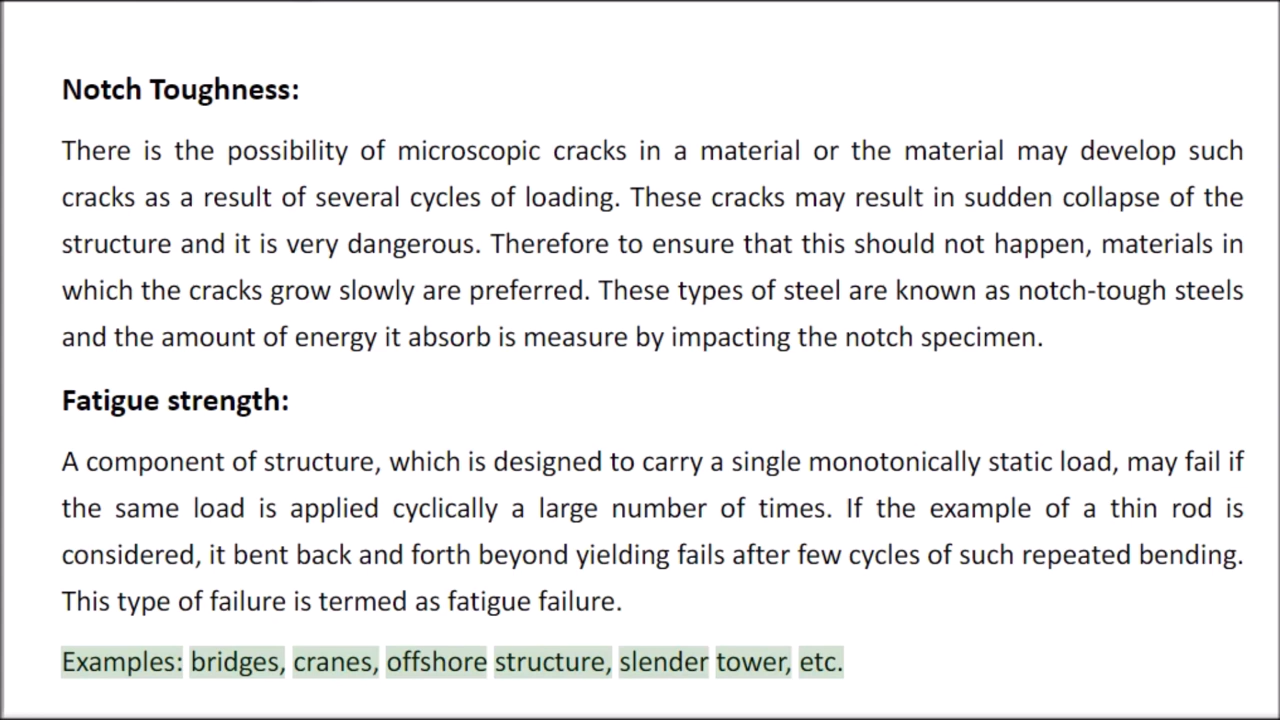 Notch Toughness:
There is the possibility of microscopic cracks in a material or the material may develop such
cracks as a result of several cycles of loading. These cracks may result in sudden collapse of the
structure and it is very dangerous. Therefore to ensure that this should not happen, materials in
which the cracks grow slowly are preferred. These types of steel are known as notch-tough steels
and the amount of energy it absorb is measure by impacting the notch specimen.
Fatigue strength:
A component of structure, which is designed to carry a single monotonically static load, may fail if
the same load is applied cyclically a large number of times. If the example of a thin rod is
considered, it bent back and forth beyond yielding fails after few cycles of such repeated bending.
This type of failure is termed as fatigue failure.
Examples: bridges, cranes, offshore structure, slender tower, etc.